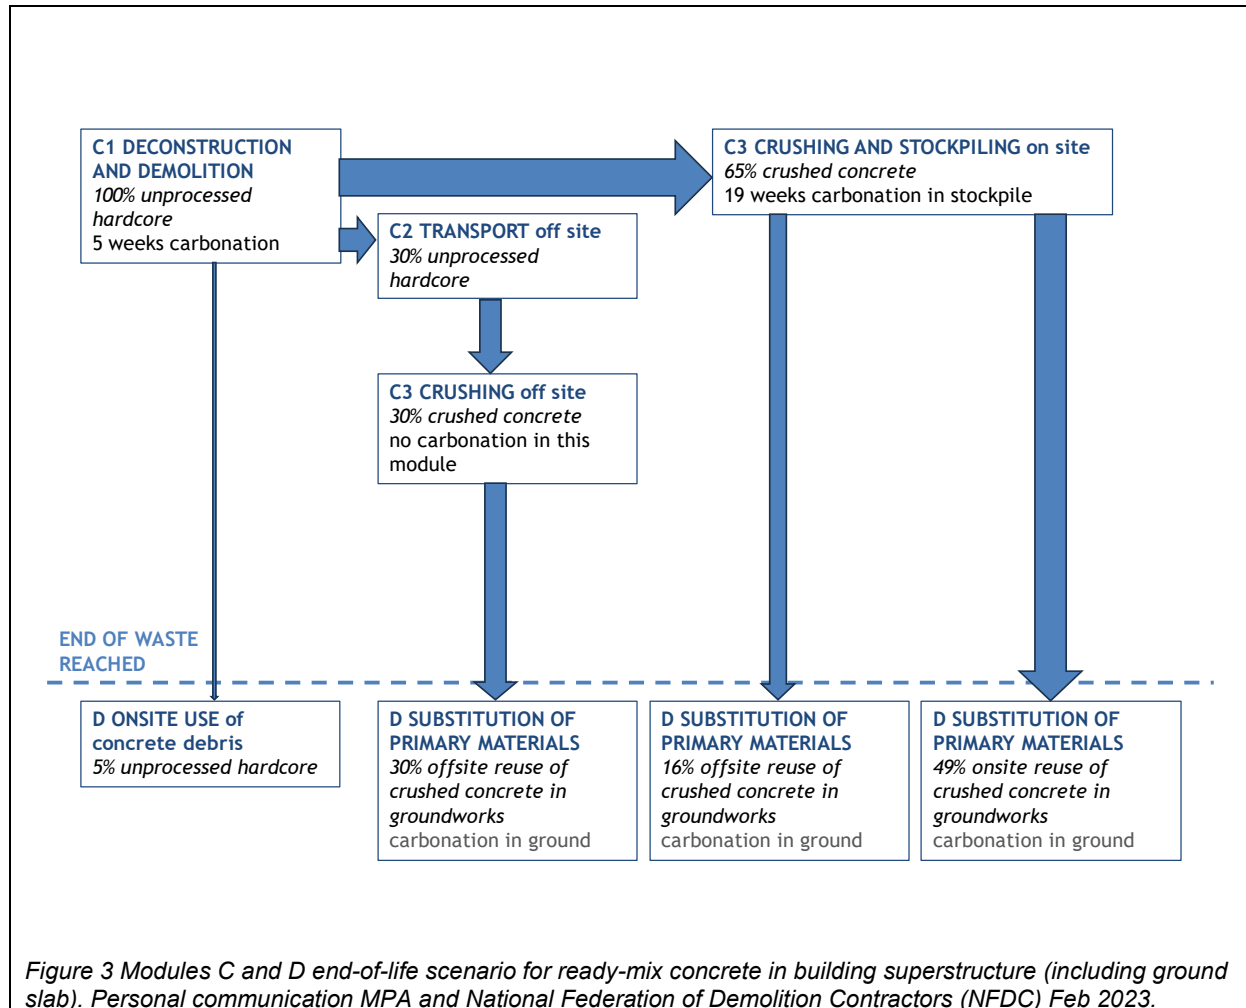 C1 DECONSTRUCTION
AND DEMOLITION
100% unprocessed
hardcore
5 weeks carbonation
C3 CRUSHING AND STOCKPILING on site
65% crushed concrete
19 weeks carbonation in stockpile
C2 TRANSPORT off site
30% unprocessed
hardcore
C3 CRUSHING off site
30% crushed concrete
no carbonation in this
module
END OF WASTE
REACHED
D ONSITE USE of
concrete debris
5% unprocessed hardcore
D SUBSTITUTION OF
PRIMARY MATERIALS
30% offsite reuse of
crushed concrete in
groundworks
carbonation in ground
D SUBSTITUTION OF
PRIMARY MATERIALS
16% offsite reuse of
crushed concrete in
groundworks
carbonation in ground
D SUBSTITUTION OF
PRIMARY MATERIALS
49% onsite reuse of
crushed concrete in
groundworks
carbonation in ground
Figure 3 Modules C and D end-of-life scenario for ready-mix concrete in building superstructure (including ground
slab). Personal communication MPA and National Federation of Demolition Contractors (NFDC) Feb 2023.